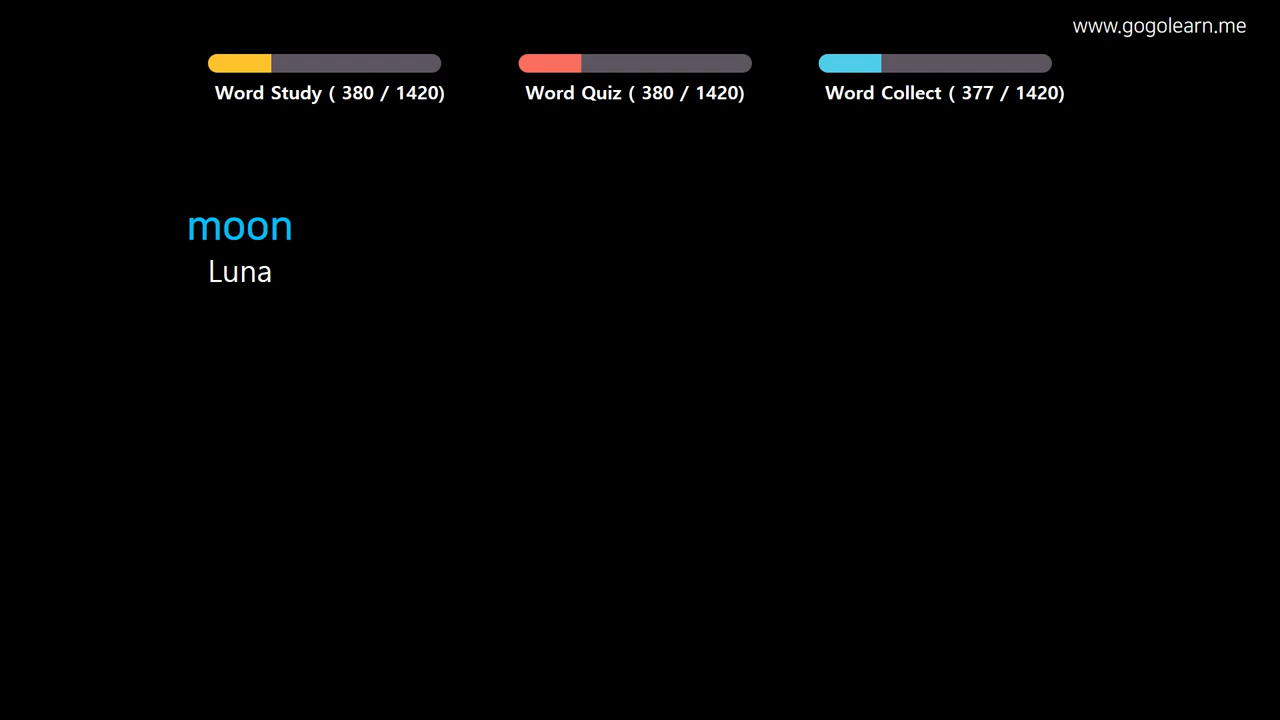 www.gogolearn.me
Word Study ( 380 / 1420)
Word Quiz ( 380 / 1420)
Word Collect ( 377 / 1420)
moon
Luna